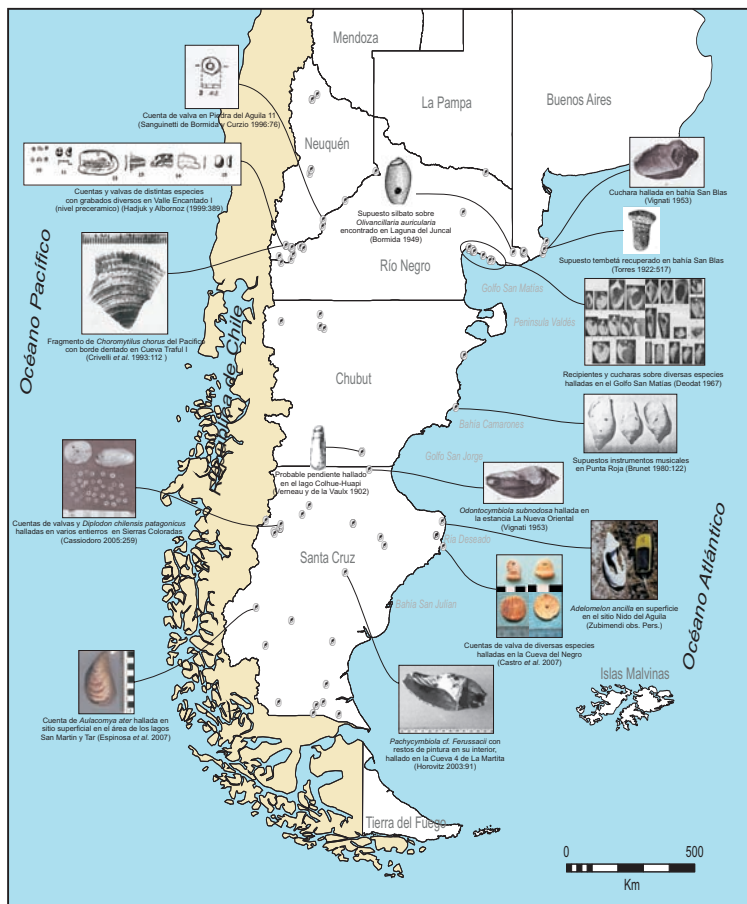 Mendoza
La Pampa
Buenos Aires
Neuquén
Cuenta de valva en Piedra del Aguila 11
(Sanguinetti de Bormida y Curzio 1996:76)
Cuentas y valvas de distintas especies
con grabados diversos en Valle Encantado I
(nivel preceramico) (Hadjuk y Albornoz (1999:389)
Supuesto silbato sobre
Olivancillaria auricularia
encontrado en Laguna del Juncal
(Bormida 1949)
Cuchara hallada en bahía San Blas
(Vignati 1953)
Supuesto tembetá recuperado en bahía San Blas
(Torres 1922:517)
Río Negro
Golfo San Matías
Península Valdés
Océano Pacífico
Fragmento de Choromytilus chorus del Pacifico
con borde dentado en Cueva Traful I
(Crivelli et al. 1993:112 )
Recipientes y cucharas sobre diversas especies
halladas en el Golfo San Matías (Deodat 1967)
República de Chile
Chubut
Bahía Camarones
Supuestos instrumentos musicales
en Punta Roja (Brunet 1980:122)
Golfo San Jorge
Probable pendiente hallado
en el lago Colhue-Huapi
(Verneau y de la Vaulx 1902)
Odontocymbiola subnodosa hallada en
la estancia La Nueva Oriental
(Vignati 1953)
Cuentas de valvas y Diplodon chilensis patagonicus
halladas en varios entierros en Sierras Coloradas
(Cassiodoro 2005:259)
Santa Cruz
Ría Deseado
Bahía San Julian
Océano Atlántico
Adelomelon ancilla en superficie
en el sitio Nido del Aguila
(Zubimendi obs. Pers.)
Cuentas de valva de diversas especies
halladas en la Cueva del Negro
(Castro et al. 2007)
Islas Malvinas
Cuenta de Aulacomya ater hallada en
sitio superficial en el área de los lagos
San Martin y Tar (Espinosa et al. 2007)
Pachycymbiola cf. Ferussacii con
restos de pintura en su interior,
hallado en la Cueva 4 de La Martita
(Horovitz 2003:91)
Tierra del Fuego
0 500
Km